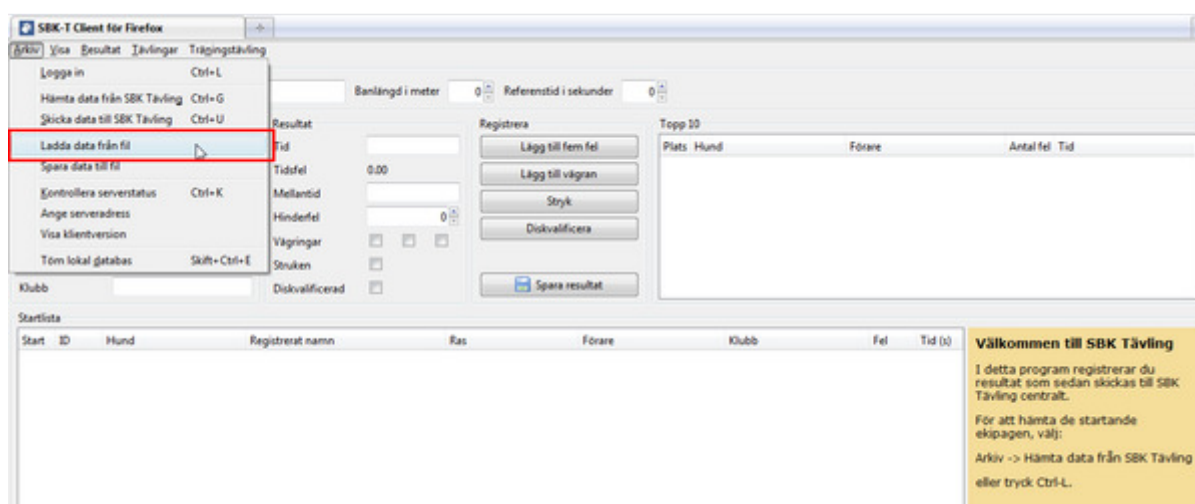 SBK-T Client för Firefox
Arkiv Visa Resultat Tävlingar Träningstävling
Logga in Ctrl+L
Hämta data från SBK Tävling Ctrl+G
Skicka data till SBK Tävling Ctrl+U
Ladda data från fil
Spara data till fil
Kontrollera serverstatus Ctrl+K
Ange serveradress
Visa klientversion
Töm lokal databas Skift+Ctrl+E
Banlängd i meter 0 Referenstid i sekunder 0
Resultat
Tid
Tidsfel 0.00
Mellantid
Hinderfel 0
Vägringar
Struken
Diskvalificerad
Klubb
Registrera
Lägg till fem fel
Lägg till vägran
Stryk
Diskvalificera
Spara resultat
Topp 10
Plats Hund Förare Antal fel Tid
Startlista
Start ID Hund Registrerat namn Ras Förare Klubb Fel Tid (s)
Välkommen till SBK Tävling
I detta program registrerar du
resultat som sedan skickas till SBK
Tävling centralt.
För att hämta de startande
ekipagen, välj:
Arkiv -> Hämta data från SBK Tävling
eller tryck Ctrl-L.